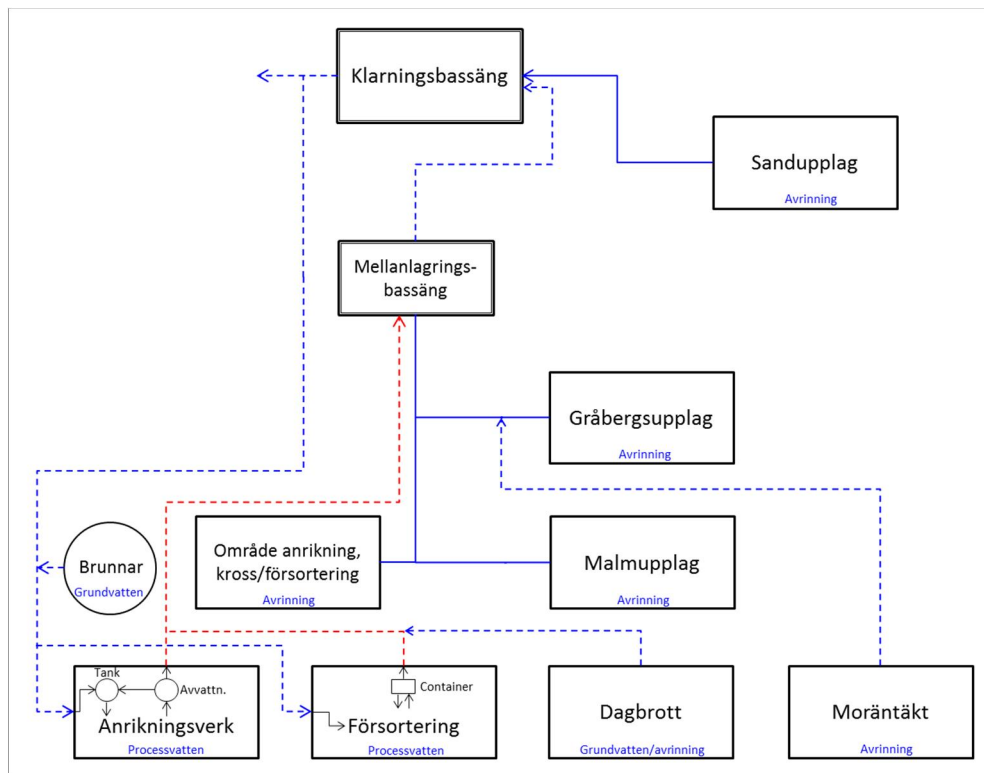 Klarningsbassäng
Sandupplag
Avrinning
Mellanlagrings-
bassäng
Gråbergsupplag
Avrinning
Brunnar
Grundvatten
Område anrikning,
kross/försortering
Avrinning
Malmupplag
Avrinning
Tank
Avvattn.
Anrikningsverk
Processvatten
Container
Försortering
Processvatten
Dagbrott
Grundvatten/avrinning
Moräntäkt
Avrinning